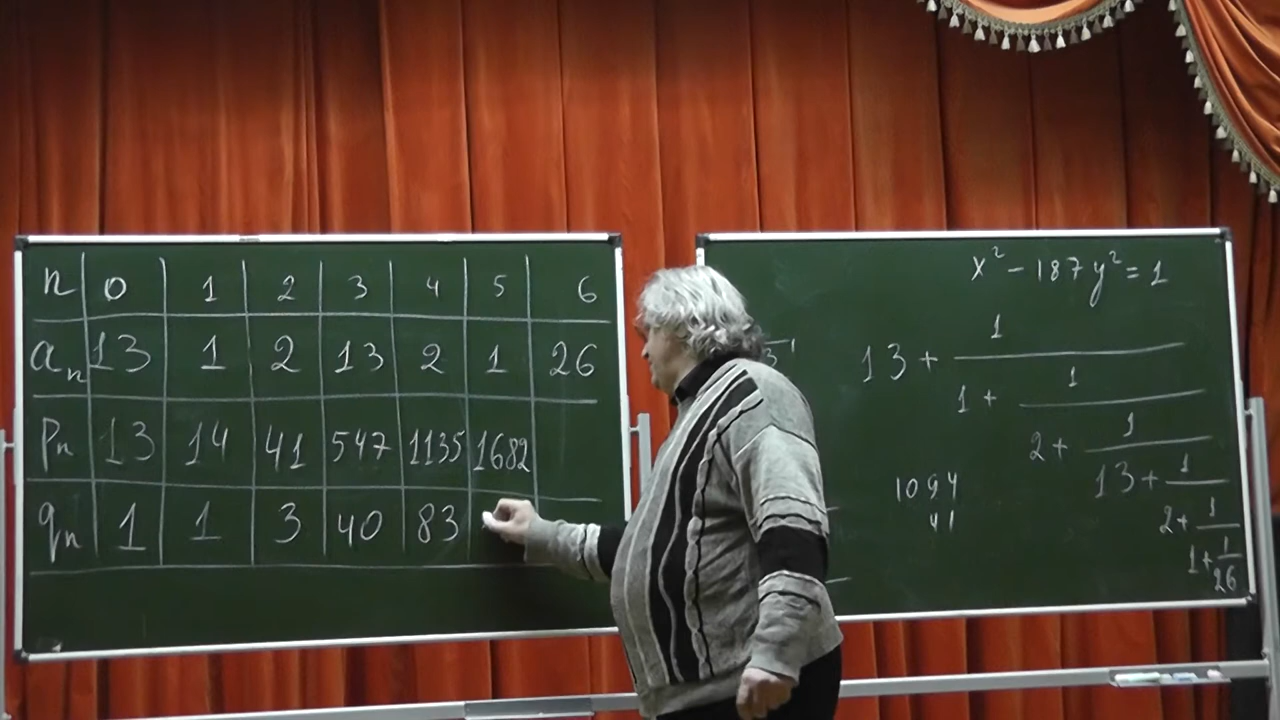 n 0 1 2 3 4 5 6
aₙ 13 1 2 13 2 1 26
pₙ 13 14 41 547 1135 1682
qₙ 1 1 3 40 83
x² - 187y² = 1
1
13 + 1
1 + 1
2 + 1
13 + 1
2 + 1
1 + 26
1094
41